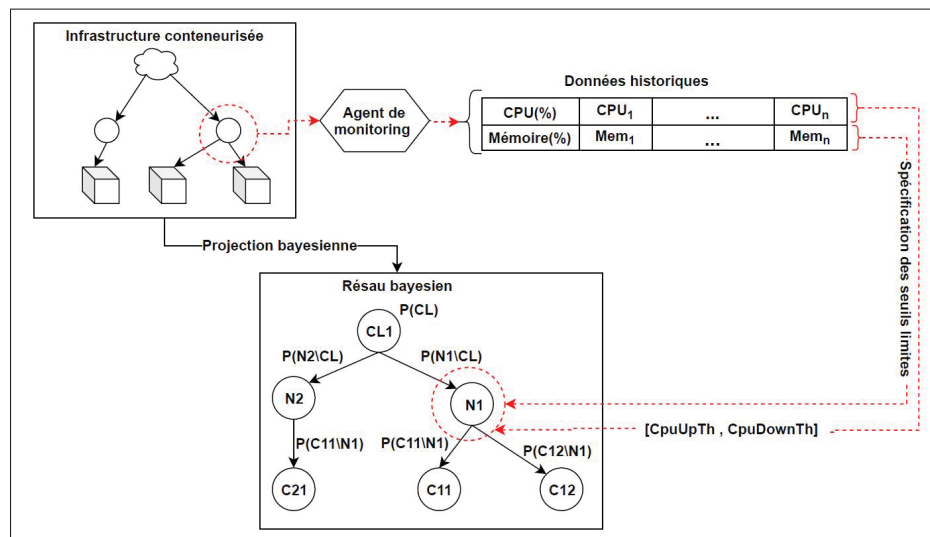 Infrastructure conteneurisée
Agent de
monitoring
Données historiques
CPU(%) CPU1 ... CPUn
Mémoire(%) Mem1 ... Memn
Spécification des seuils limites
Projection bayesienne
Résau bayesien
P(CL)
CL1
P(N2\CL) P(N1\CL)
N2 N1
[CpuUpTh , CpuDownTh]
P(C11\N1) P(C11\N1) P(C12\N1)
C21 C11 C12